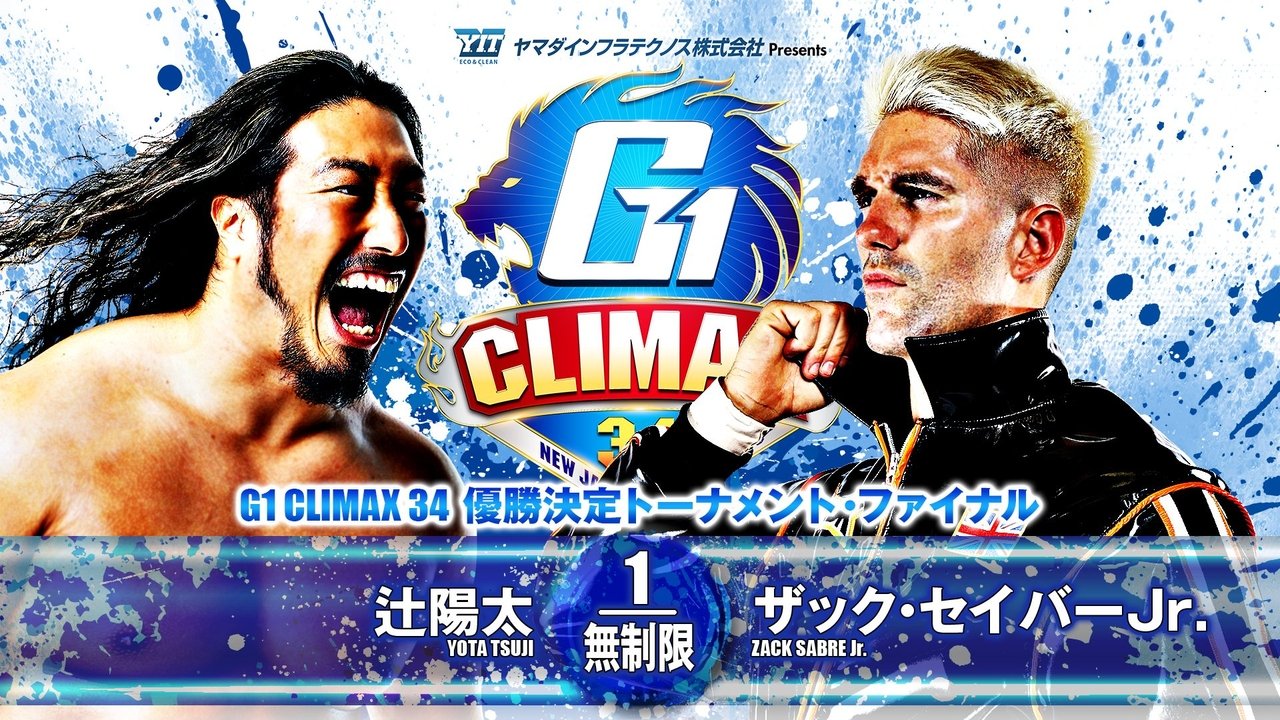 YIT ヤマダインフラテクノス株式会社 Presents
ECO & CLEAN
G1
CLIMA
34
NEW JA
G1 CLIMAX 34 優勝決定トーナメント・ファイナル
辻陽太
YOTA TSUJI
1
無制限
ザック・セイバーJr.
ZACK SABRE Jr.